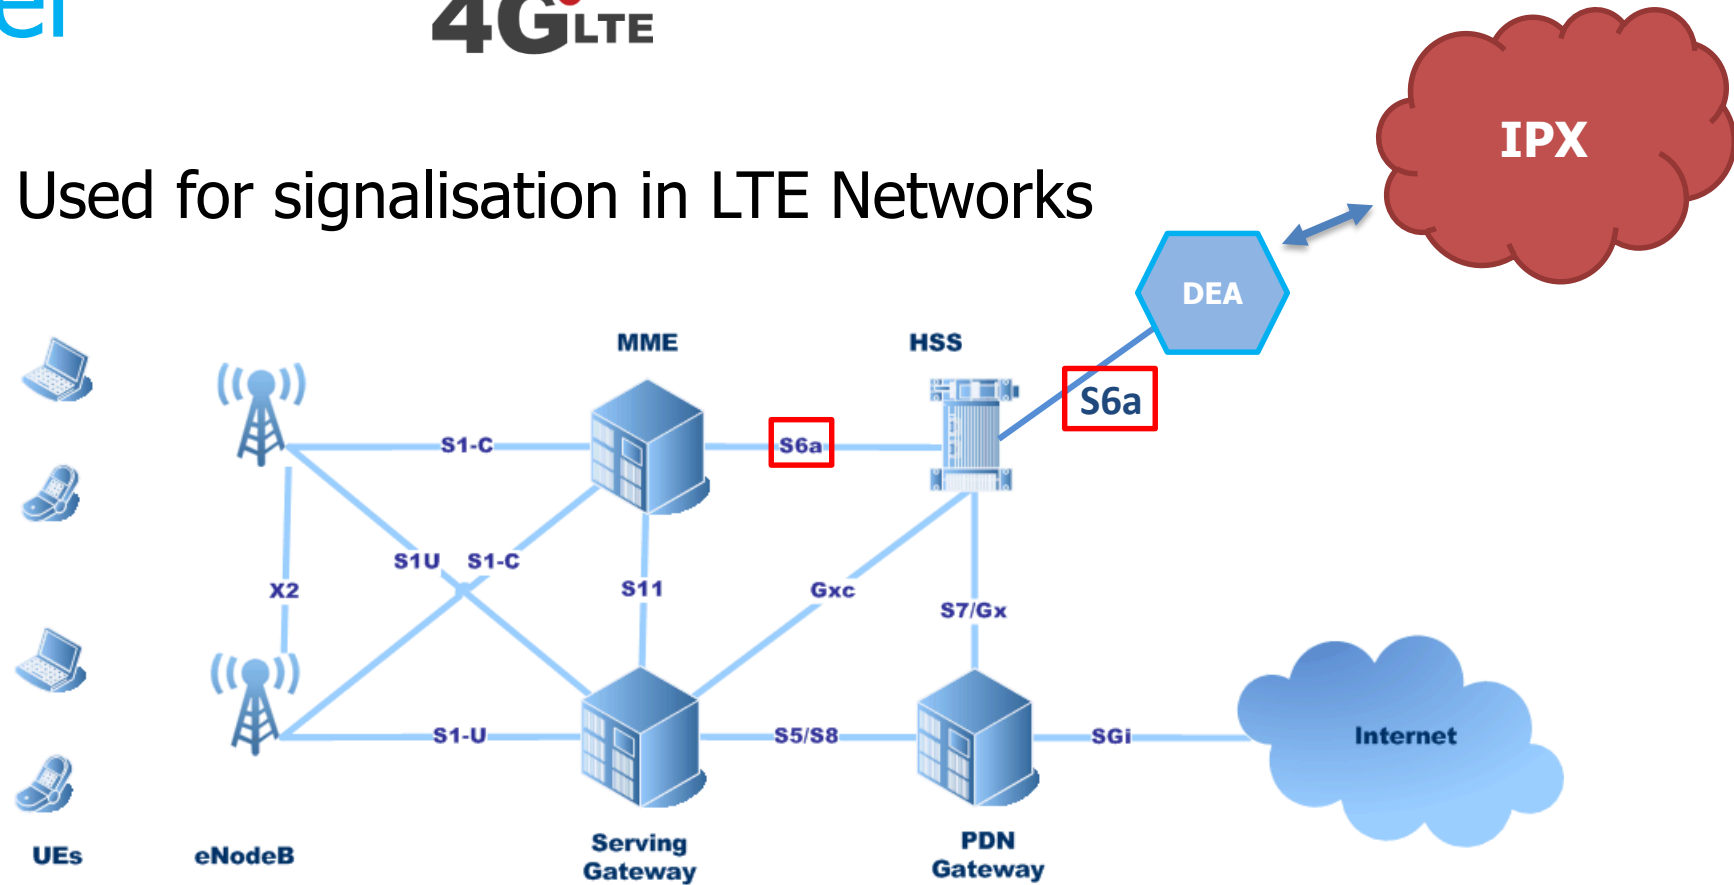 4G LTE
IPX
Used for signalisation in LTE Networks
DEA
MME
HSS
S6a
S1-C
S6a
S1U
S1-C
X2
S11
Gxc
S7/Gx
S1-U
S5/S8
SGi
Internet
UEs
eNodeB
Serving
Gateway
PDN
Gateway